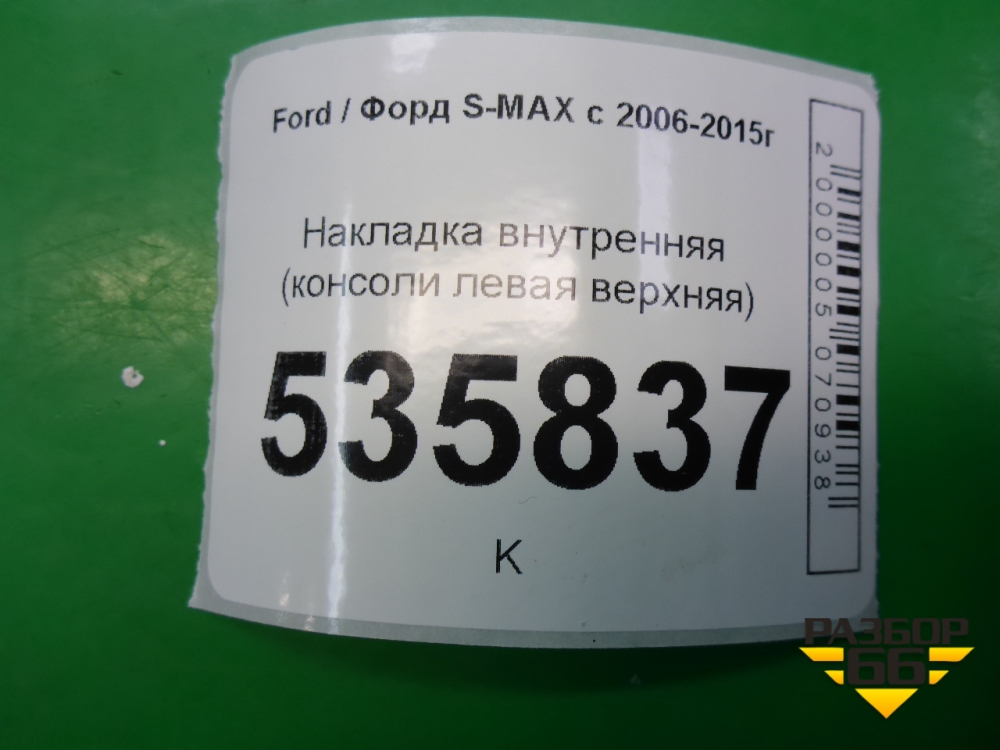 Ford / Форд S-MAX с 2006-2015г
Накладка внутренняя
(консоли левая верхняя)
535837
К
2000005070938
РАЗБОР
66